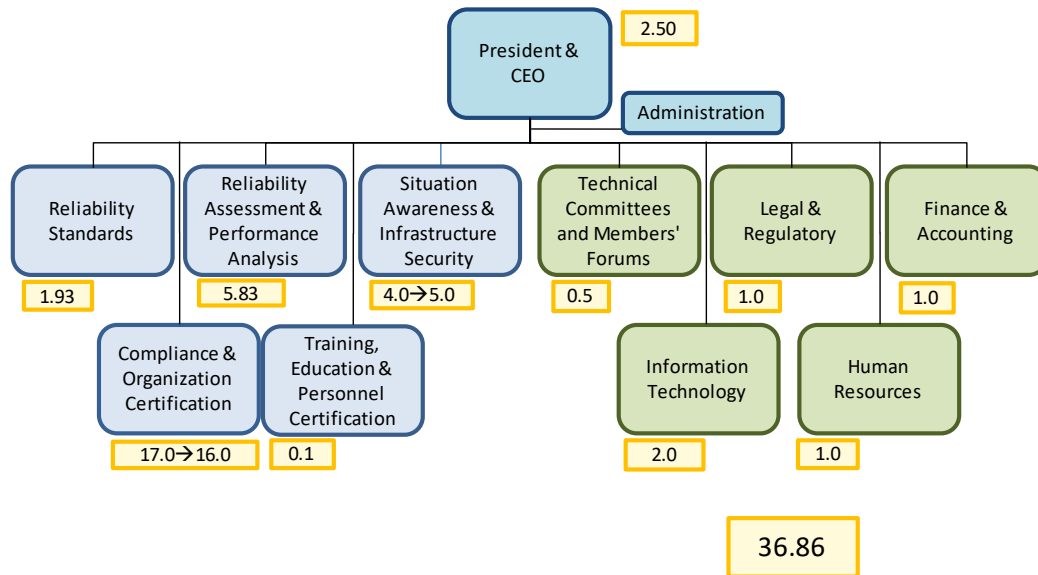 2.50
President &
CEO
Administration
Reliability
Standards
1.93
Reliability
Assessment &
Performance
Analysis
5.83
Situation
Awareness &
Infrastructure
Security
4.0→5.0
Technical
Committees
and Members'
Forums
0.5
Legal &
Regulatory
1.0
Finance &
Accounting
1.0
Compliance &
Organization
Certification
17.0→16.0
Training,
Education &
Personnel
Certification
0.1
Information
Technology
2.0
Human
Resources
1.0
36.86